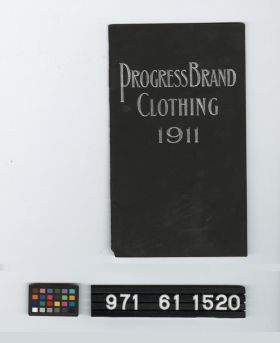 PROGRESS BRAND
CLOTHING
1911
971 61 1520